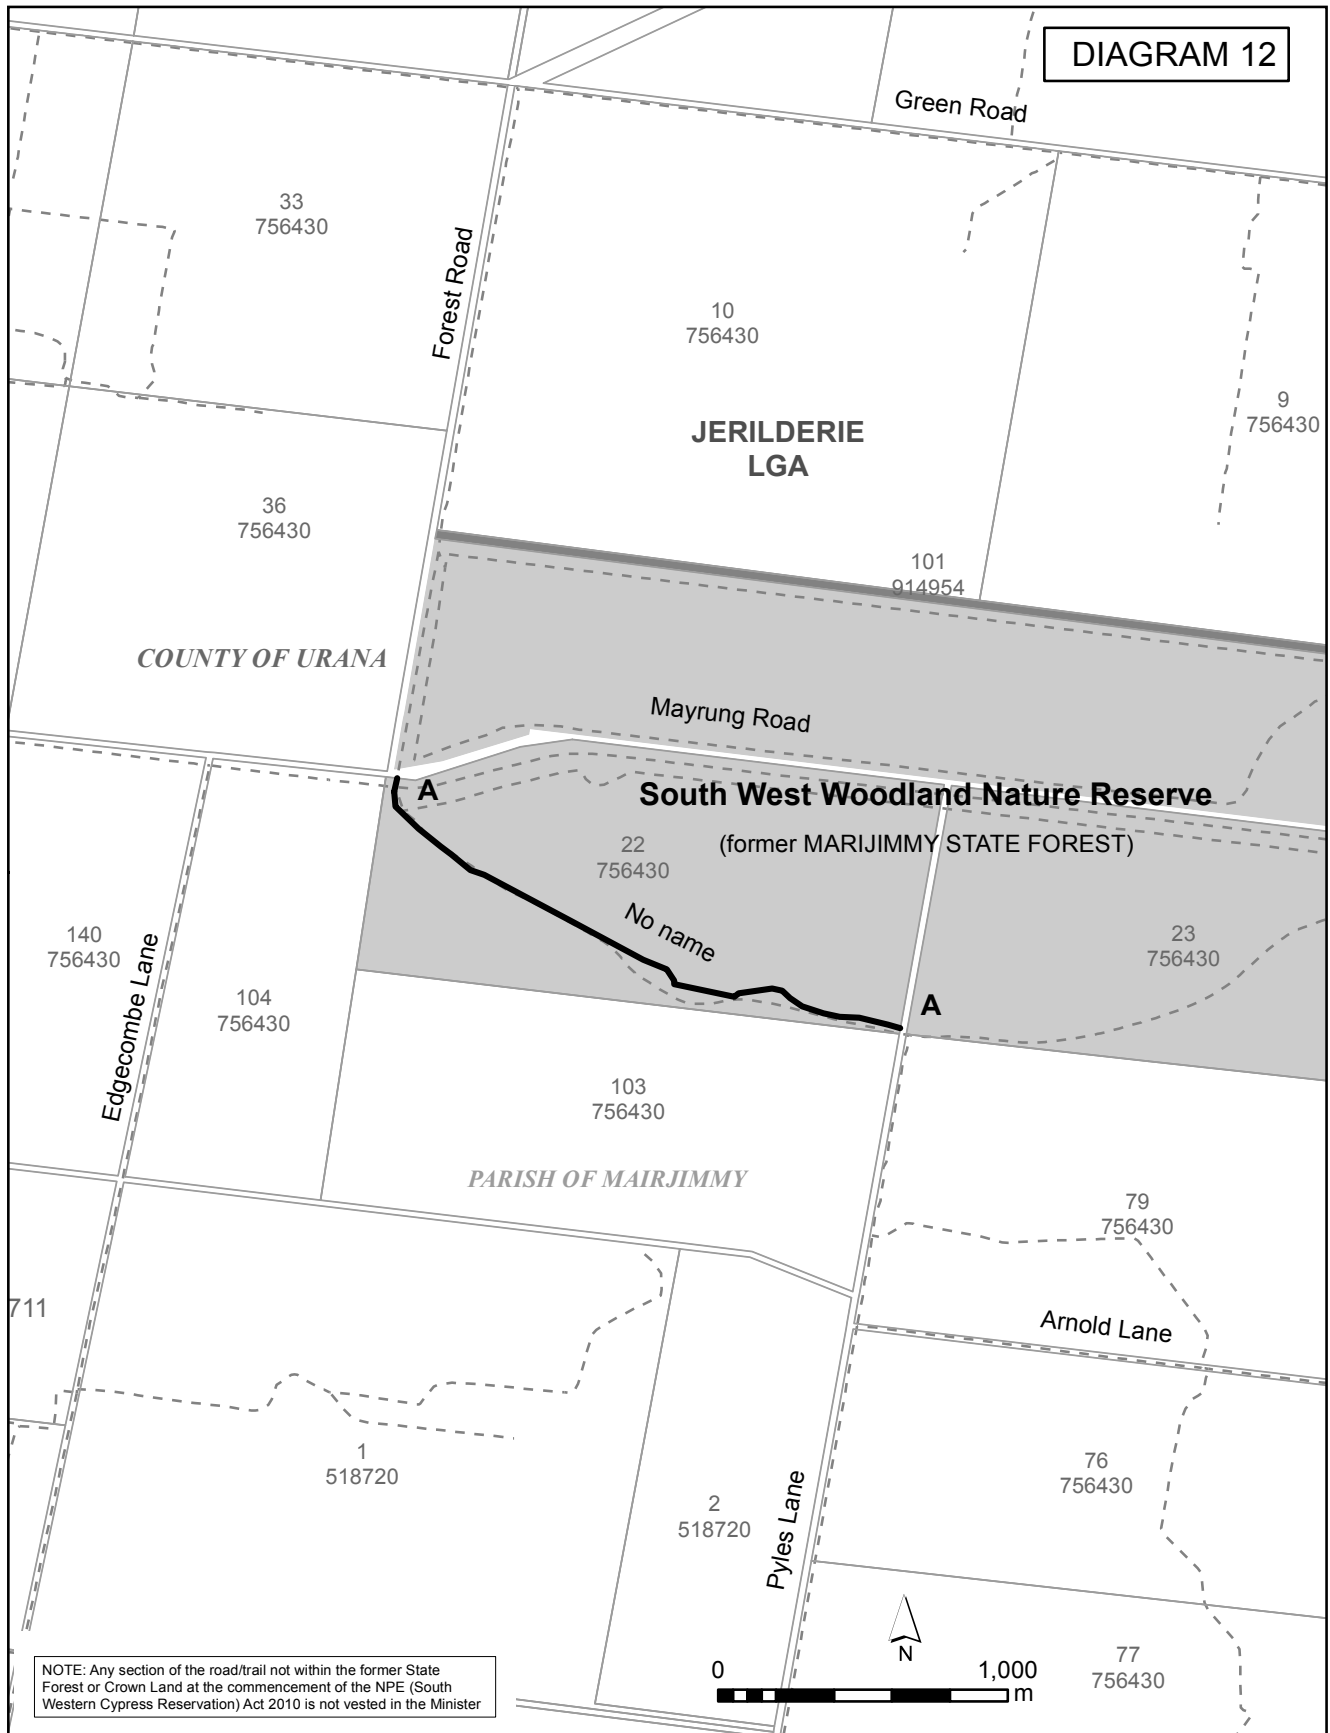 DIAGRAM 12
Green Road
33
756430
Forest Road
10
756430
9
756430
JERILDERIE
LGA
36
756430
101
914954
COUNTY OF URANA
Mayrung Road
A
South West Woodland Nature Reserve
(former MARIJIMMY STATE FOREST)
22
756430
No name
140
756430
Edgecombe Lane
23
756430
104
756430
A
103
756430
PARISH OF MAIRJIMMY
79
756430
711
Arnold Lane
1
518720
76
756430
2
518720
Pyles Lane
77
756430
N
0 1,000
m
NOTE: Any section of the road/trail not within the former State
Forest or Crown Land at the commencement of the NPE (South
Western Cypress Reservation) Act 2010 is not vested in the Minister